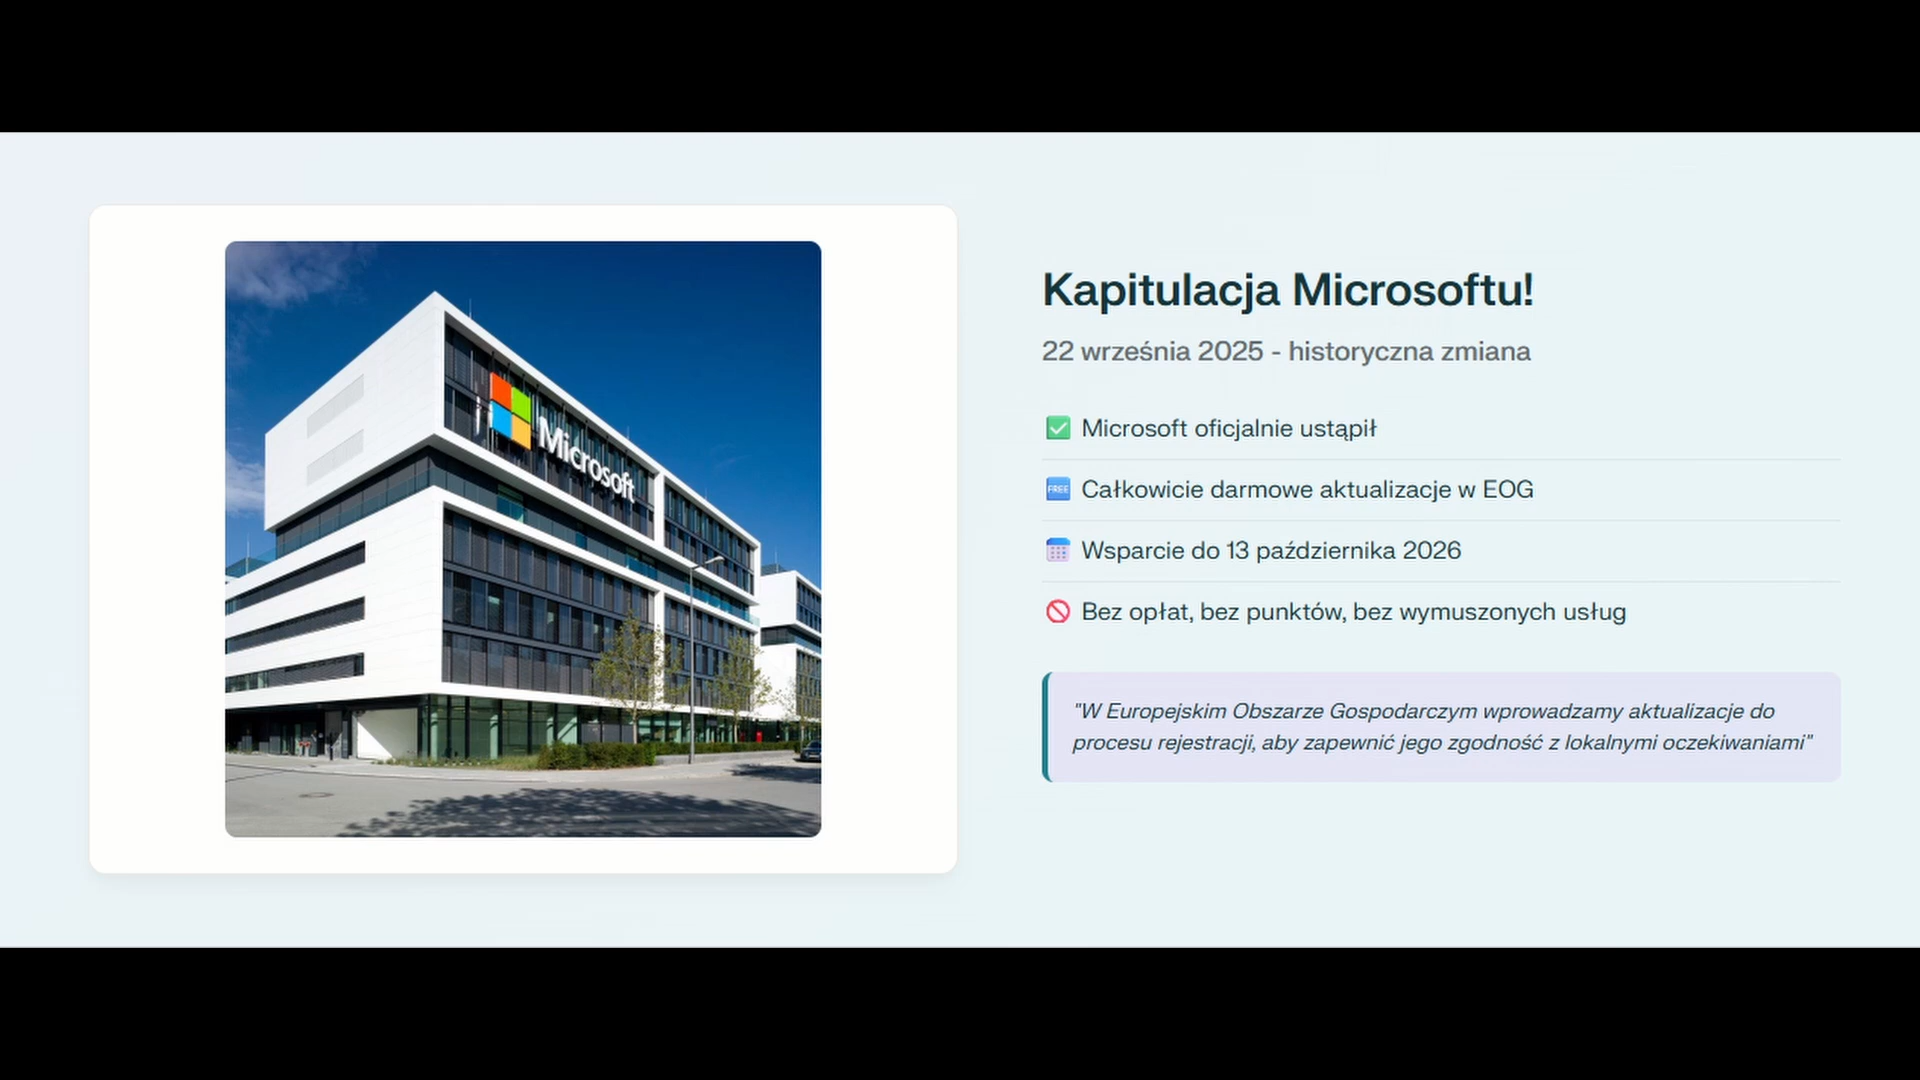 Microsoft
Kapitulacja Microsoftu!
22 września 2025 - historyczna zmiana
✅ Microsoft oficjalnie ustąpił
🆓 Całkowicie darmowe aktualizacje w EOG
Wsparcie do 13 października 2026
🚫 Bez opłat, bez punktów, bez wymuszonych usług
"W Europejskim Obszarze Gospodarczym wprowadzamy aktualizacje do
procesu rejestracji, aby zapewnić jego zgodność z lokalnymi oczekiwaniami"